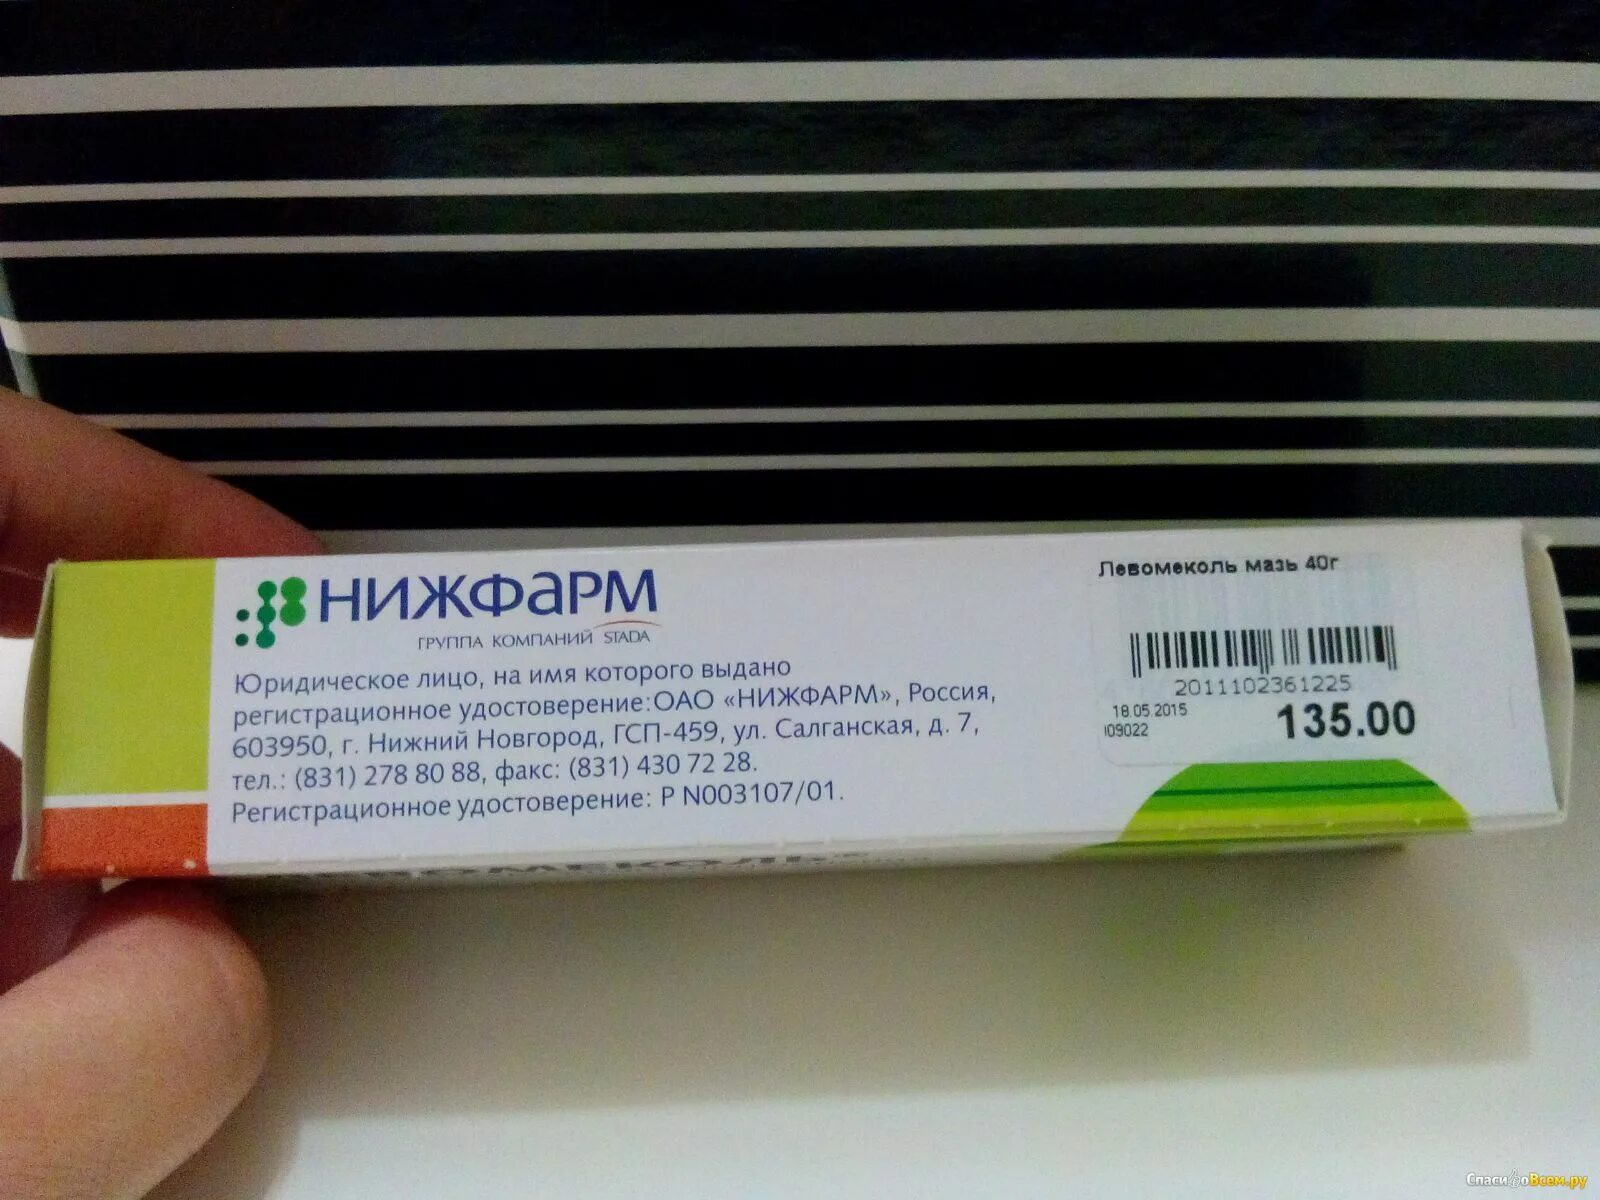 НИЖФАРМ
ГРУППА КОМПАНИЙ STADA
Юридическое лицо, на имя которого выдано
регистрационное удостоверение:ОАО «НИЖФАРМ», Россия,
603950, г. Нижний Новгород, ГСП-459, ул. Салганская, д. 7,
тел.: (831) 278 80 88, факс: (831) 430 72 28.
Регистрационное удостоверение: Р N003107/01.
Левомеколь мазь 40г
2011102361225
18.05.2015
135.00
СпасибоВсем.ру